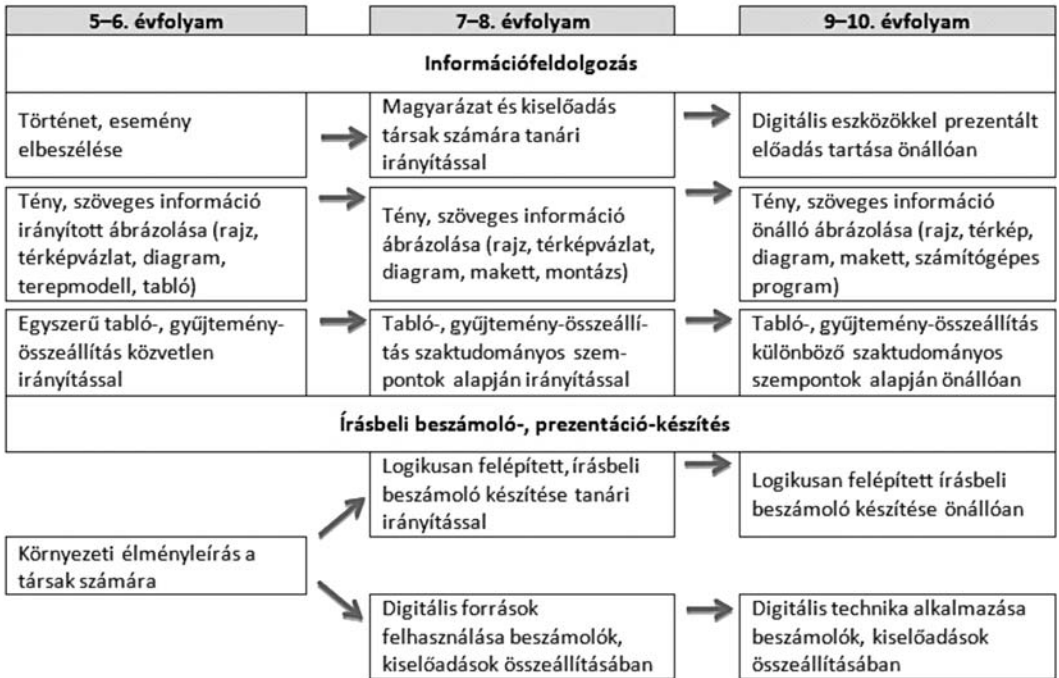 5–6. évfolyam
7–8. évfolyam
9–10. évfolyam
Információfeldolgozás
Történet, esemény
elbeszélése
Magyarázat és kiselőadás
társak számára tanári
irányítással
Digitális eszközökkel prezentált
előadás tartása önállóan
Tény, szöveges információ
irányított ábrázolása (rajz,
térképvázlat, diagram,
terepmodell, tabló)
Tény, szöveges információ
ábrázolása (rajz, térképvázlat,
diagram, makett, montázs)
Tény, szöveges információ
önálló ábrázolása (rajz, térkép,
diagram, makett, számítógépes
program)
Egyszerű tabló-, gyűjtemény-
összeállítás közvetlen
irányítással
Tabló-, gyűjtemény-összeállí-
tás szaktudományos szem-
pontok alapján irányítással
Tabló-, gyűjtemény-összeállítás
különböző szaktudományos
szempontok alapján önállóan
Írásbeli beszámoló-, prezentáció-készítés
Környezeti élményleírás a
társak számára
Logikusan felépített, írásbeli
beszámoló készítése tanári
irányítással
Logikusan felépített írásbeli
beszámoló készítése önállóan
Digitális források
felhasználása beszámolók,
kiselőadások összeállításában
Digitális technika alkalmazása
beszámolók, kiselőadások
összeállításában